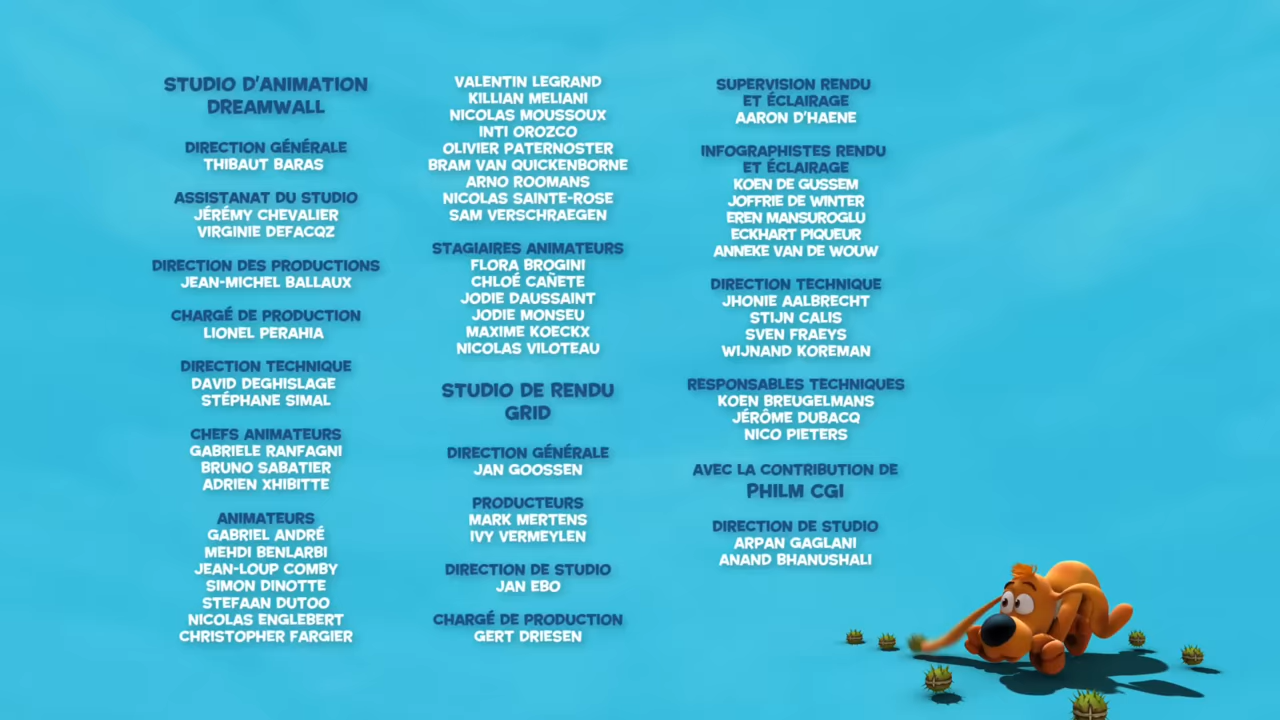 STUDIO D'ANIMATION
DREAMWALL
DIRECTION GÉNÉRALE
THIBAUT BARAS
ASSISTANAT DU STUDIO
JÉRÉMY CHEVALIER
VIRGINIE DEFACQZ
DIRECTION DES PRODUCTIONS
JEAN-MICHEL BALLAUX
CHARGÉ DE PRODUCTION
LIONEL PERAHIA
DIRECTION TECHNIQUE
DAVID DEGHISLAGE
STÉPHANE SIMAL
CHEFS ANIMATEURS
GABRIELE RANFAGNI
BRUNO SABATIER
ADRIEN XHIBITTE
ANIMATEURS
GABRIEL ANDRÉ
MEHDI BENLARBI
JEAN-LOUP COMBY
SIMON DINOTTE
STEFAAN DUTOO
NICOLAS ENGLEBERT
CHRISTOPHER FARGIER
VALENTIN LEGRAND
KILLIAN MELIANI
NICOLAS MOUSSOUX
INTI OROZCO
OLIVIER PATERNOSTER
BRAM VAN QUICKENBORNE
ARNO ROOMANS
NICOLAS SAINTE-ROSE
SAM VERSCHRAEGEN
STAGIAIRES ANIMATEURS
FLORA BROGINI
CHLOÉ CAÑETE
JODIE DAUSSAINT
JODIE MONSEU
MAXIME KOECKX
NICOLAS VILOTEAU
STUDIO DE RENDU
GRID
DIRECTION GÉNÉRALE
JAN GOOSSEN
PRODUCTEURS
MARK MERTENS
IVY VERMEYLEN
DIRECTION DE STUDIO
JAN EBO
CHARGÉ DE PRODUCTION
GERT DRIESEN
SUPERVISION RENDU
ET ÉCLAIRAGE
AARON D'HAENE
INFOGRAPHISTES RENDU
ET ÉCLAIRAGE
KOEN DE GUSSEM
JOFFRIE DE WINTER
EREN MANSUROGLU
ECKHART PIQUEUR
ANNEKE VAN DE WOUW
DIRECTION TECHNIQUE
JHONIE AALBRECHT
STIJN CALIS
SVEN FRAEYS
WIJNAND KOREMAN
RESPONSABLES TECHNIQUES
KOEN BREUGELMANS
JÉRÔME DUBACQ
NICO PIETERS
AVEC LA CONTRIBUTION DE
PHILM CGI
DIRECTION DE STUDIO
ARPAN GAGLANI
ANAND BHANUSHALI